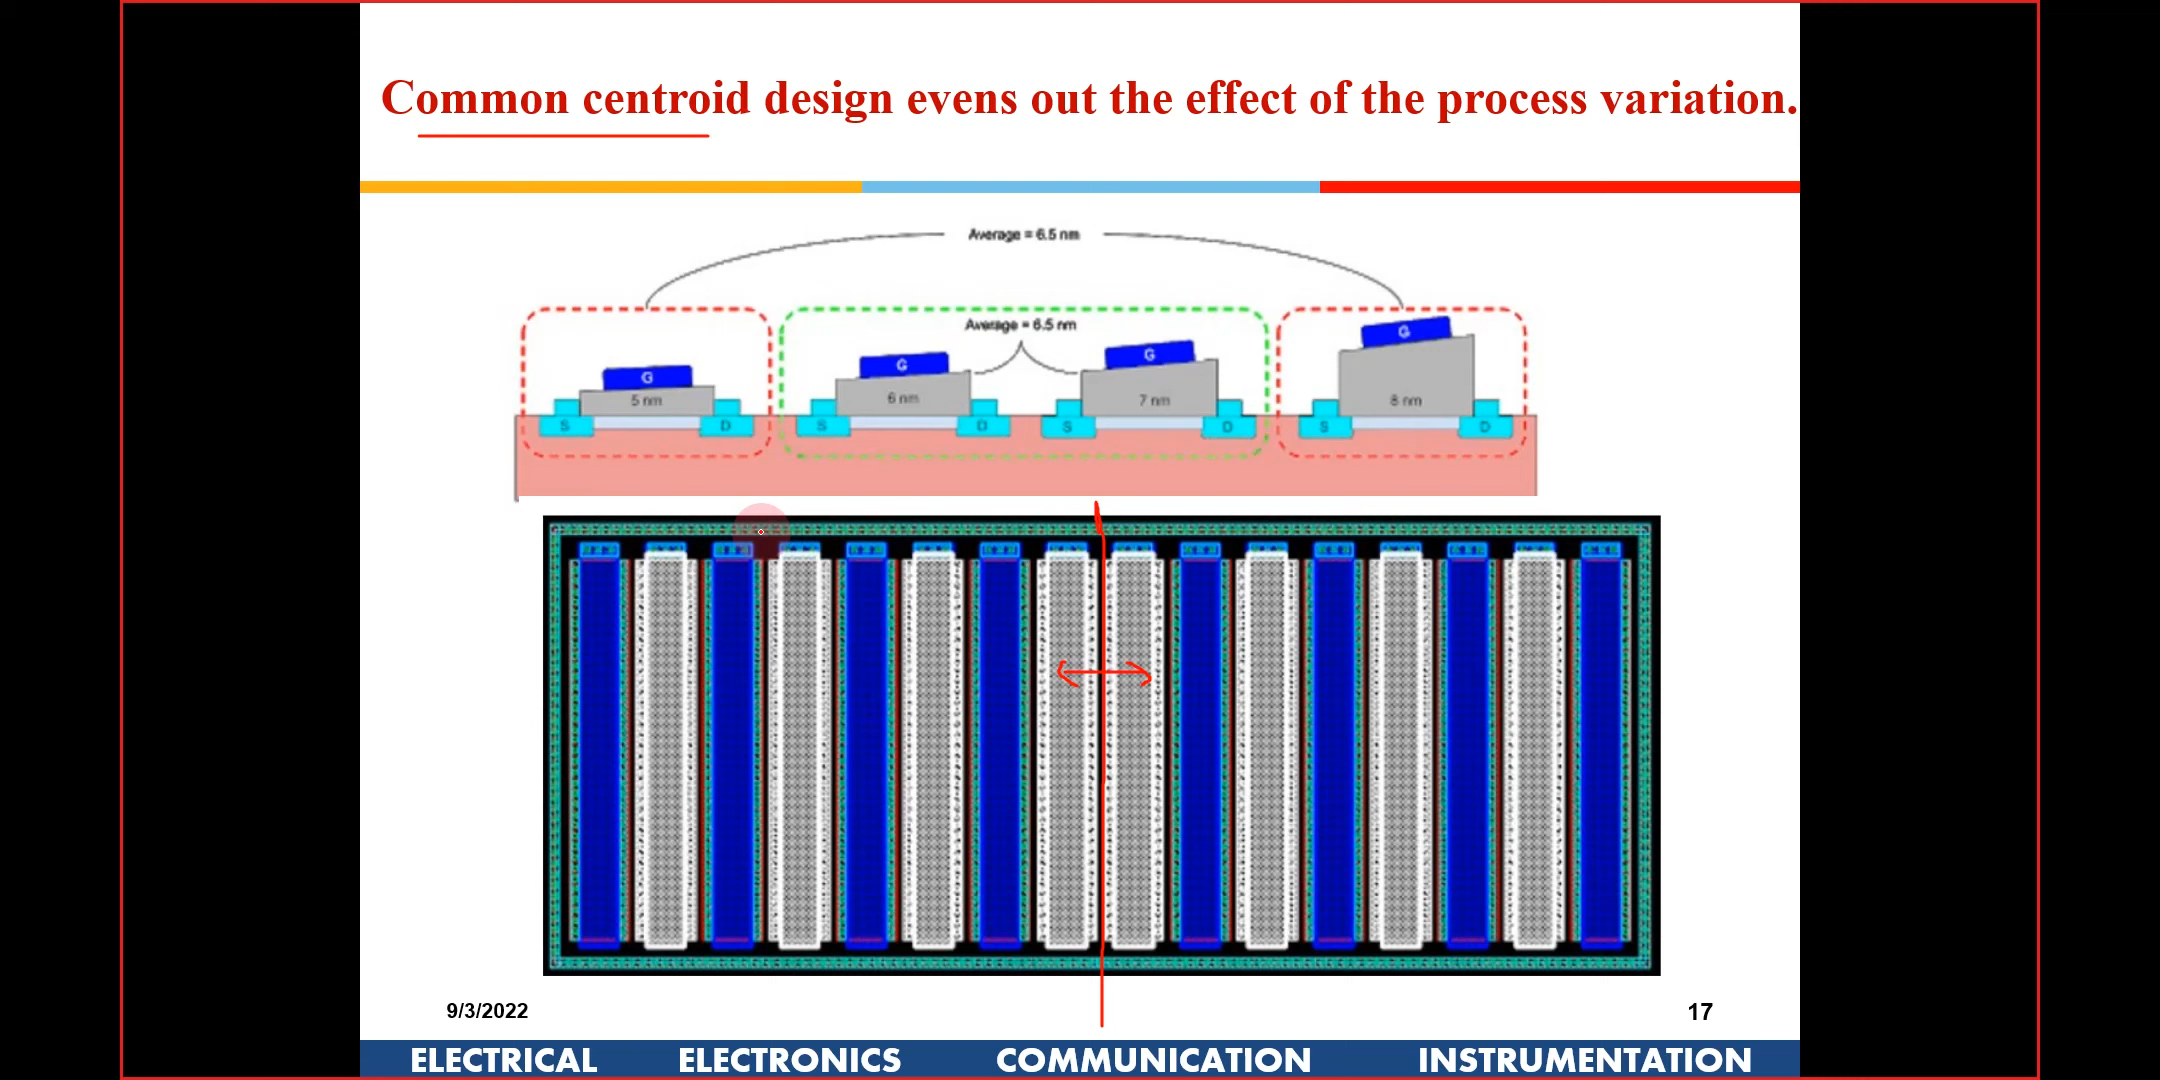 Common centroid design evens out the effect of the process variation.
Average = 6.5 nm
Average = 6.5 nm
G G G G
5 nm 6 nm 7 nm 8 nm
S D S D S D S D
9/3/2022 17
ELECTRICAL ELECTRONICS COMMUNICATION INSTRUMENTATION